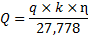 Q = q × k × η / 27,778